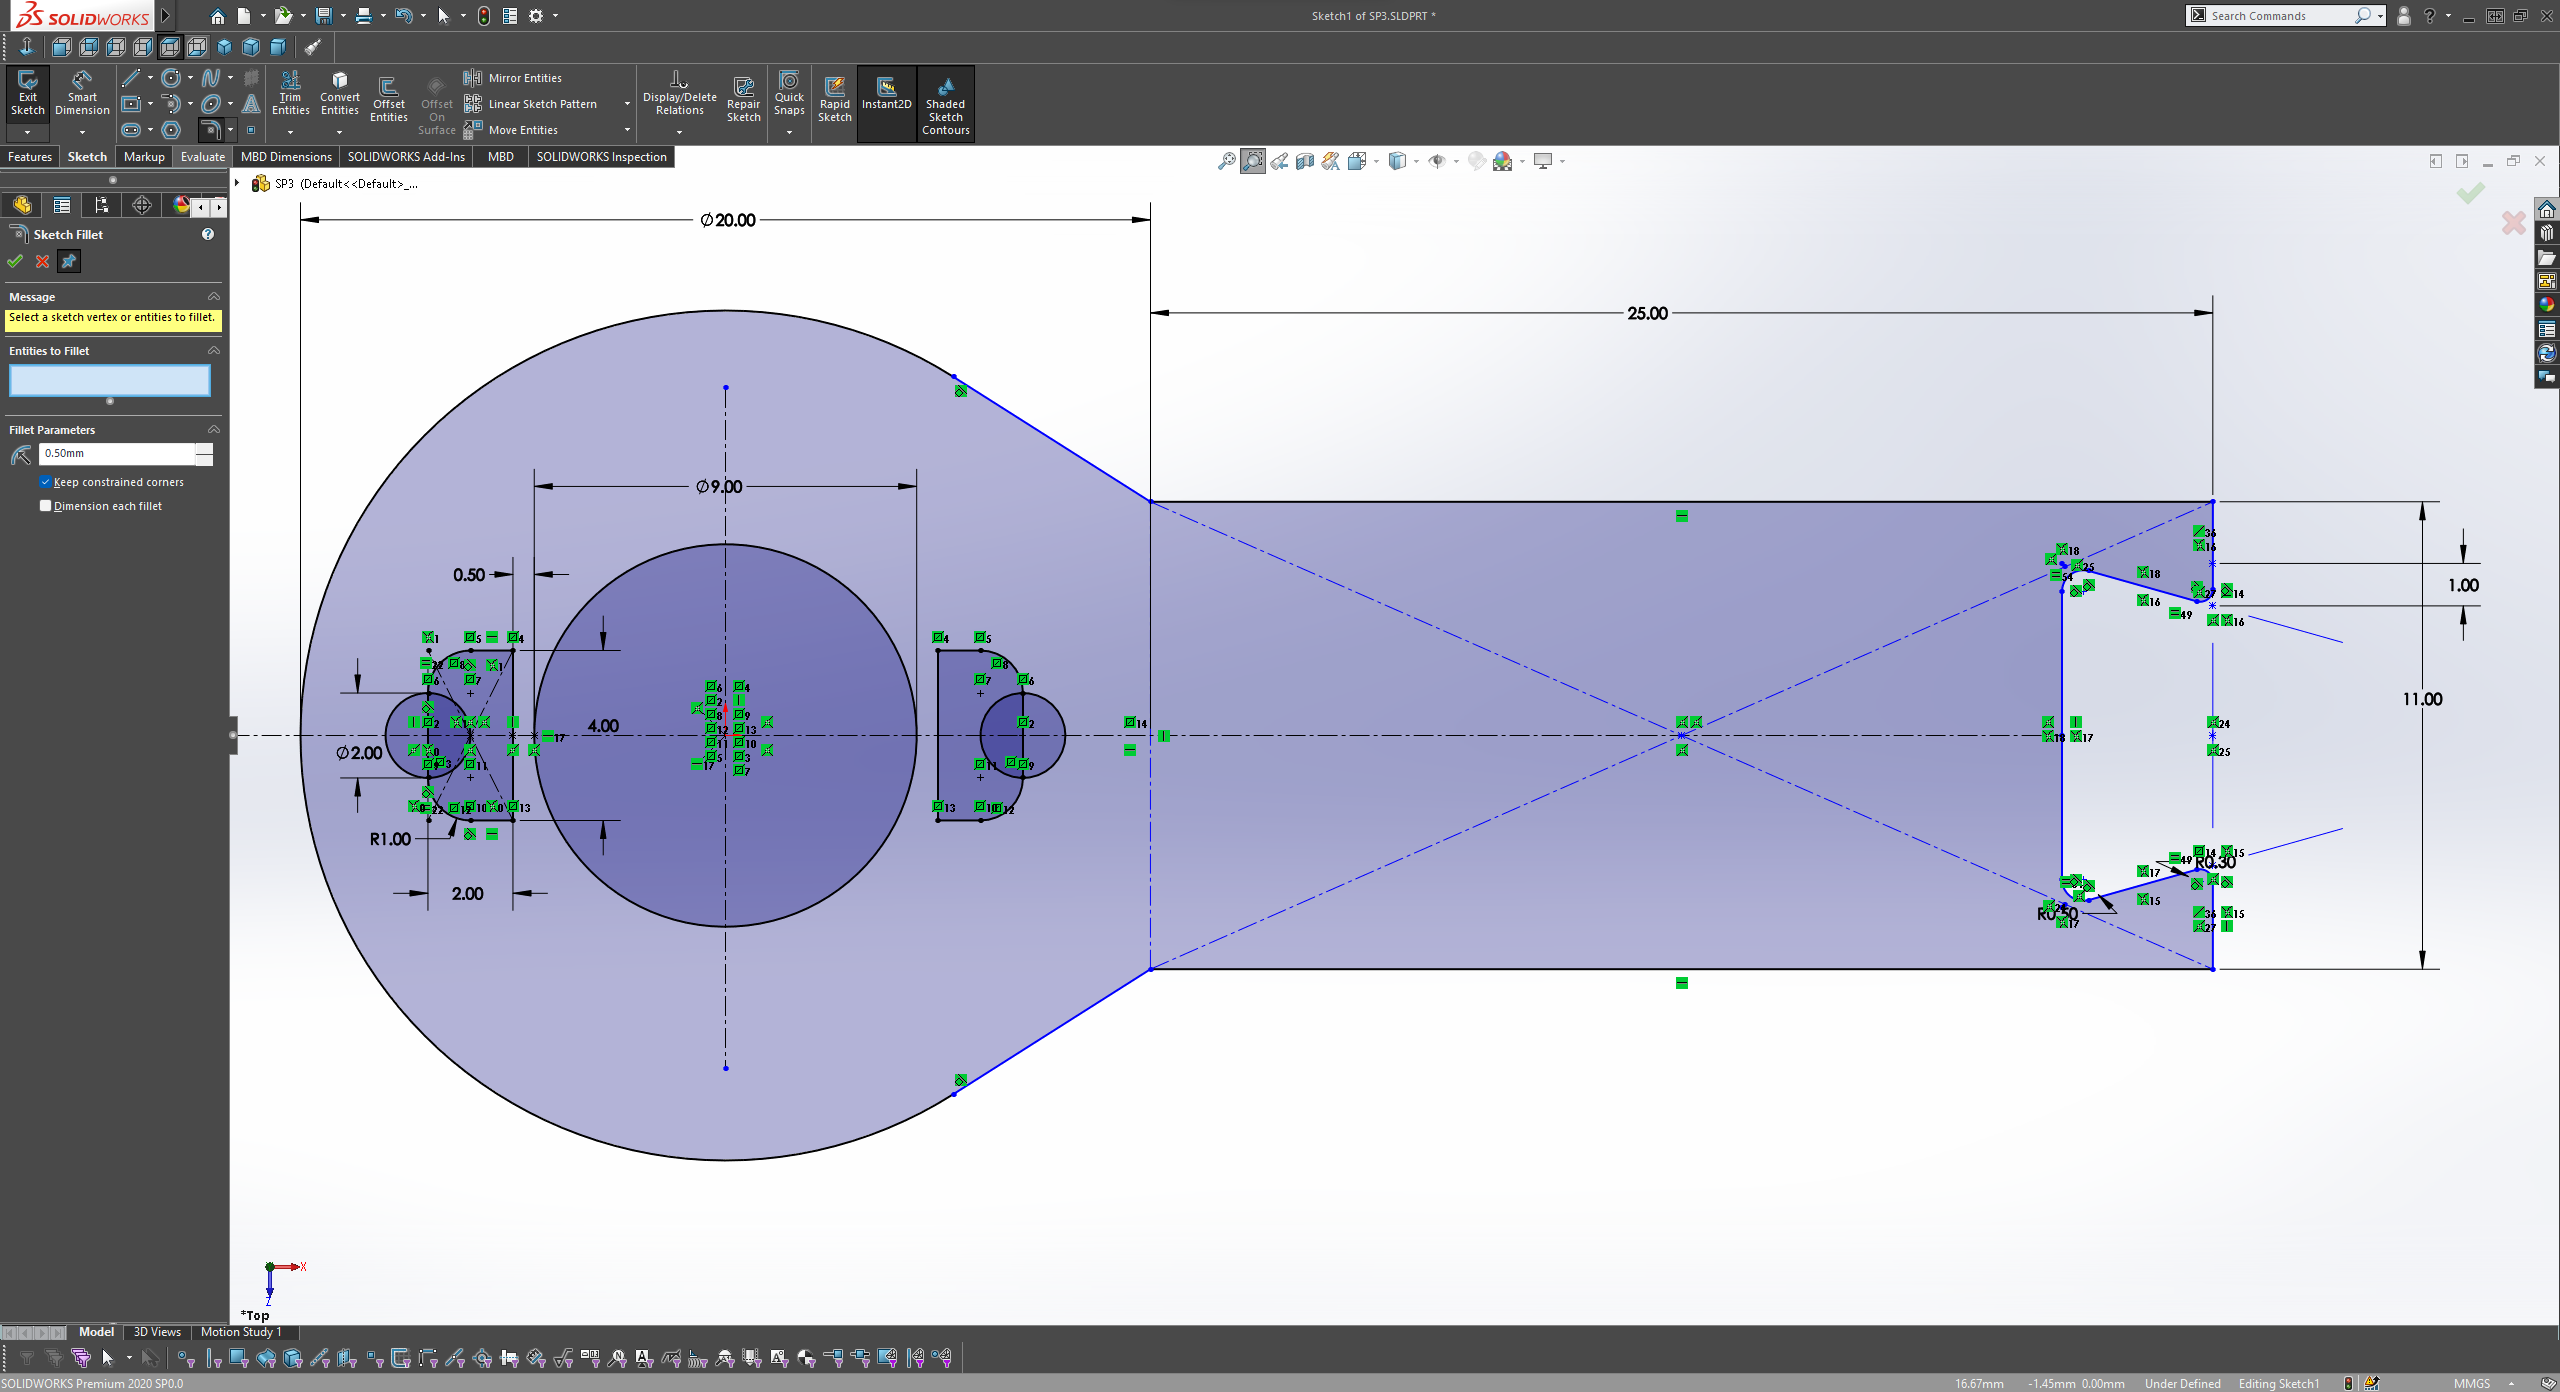 SOLIDWORKS
Sketch1 of SP3.SLDPRT *
Search Commands
Exit Sketch
Smart Dimension
Trim Entities
Convert Entities
Offset Entities
Offset On Surface
Mirror Entities
Linear Sketch Pattern
Move Entities
Display/Delete Relations
Repair Sketch
Quick Snaps
Rapid Sketch
Instant2D
Shaded Sketch Contours
Features
Sketch
Markup
Evaluate
MBD Dimensions
SOLIDWORKS Add-Ins
MBD
SOLIDWORKS Inspection
SP3 (Default<<Default>_...
Sketch Fillet
Message
Select a sketch vertex or entities to fillet.
Entities to Fillet
Fillet Parameters
0.50mm
Keep constrained corners
Dimension each fillet
Ø20.00
25.00
Ø9.00
0.50
1.00
11.00
4.00
Ø2.00
R1.00
2.00
R0.30
R0.50
X
Z
*Top
Model
3D Views
Motion Study 1
SOLIDWORKS Premium 2020 SP0.0
16.67mm
-1.45mm
0.00mm
Under Defined
Editing Sketch1
MMGS